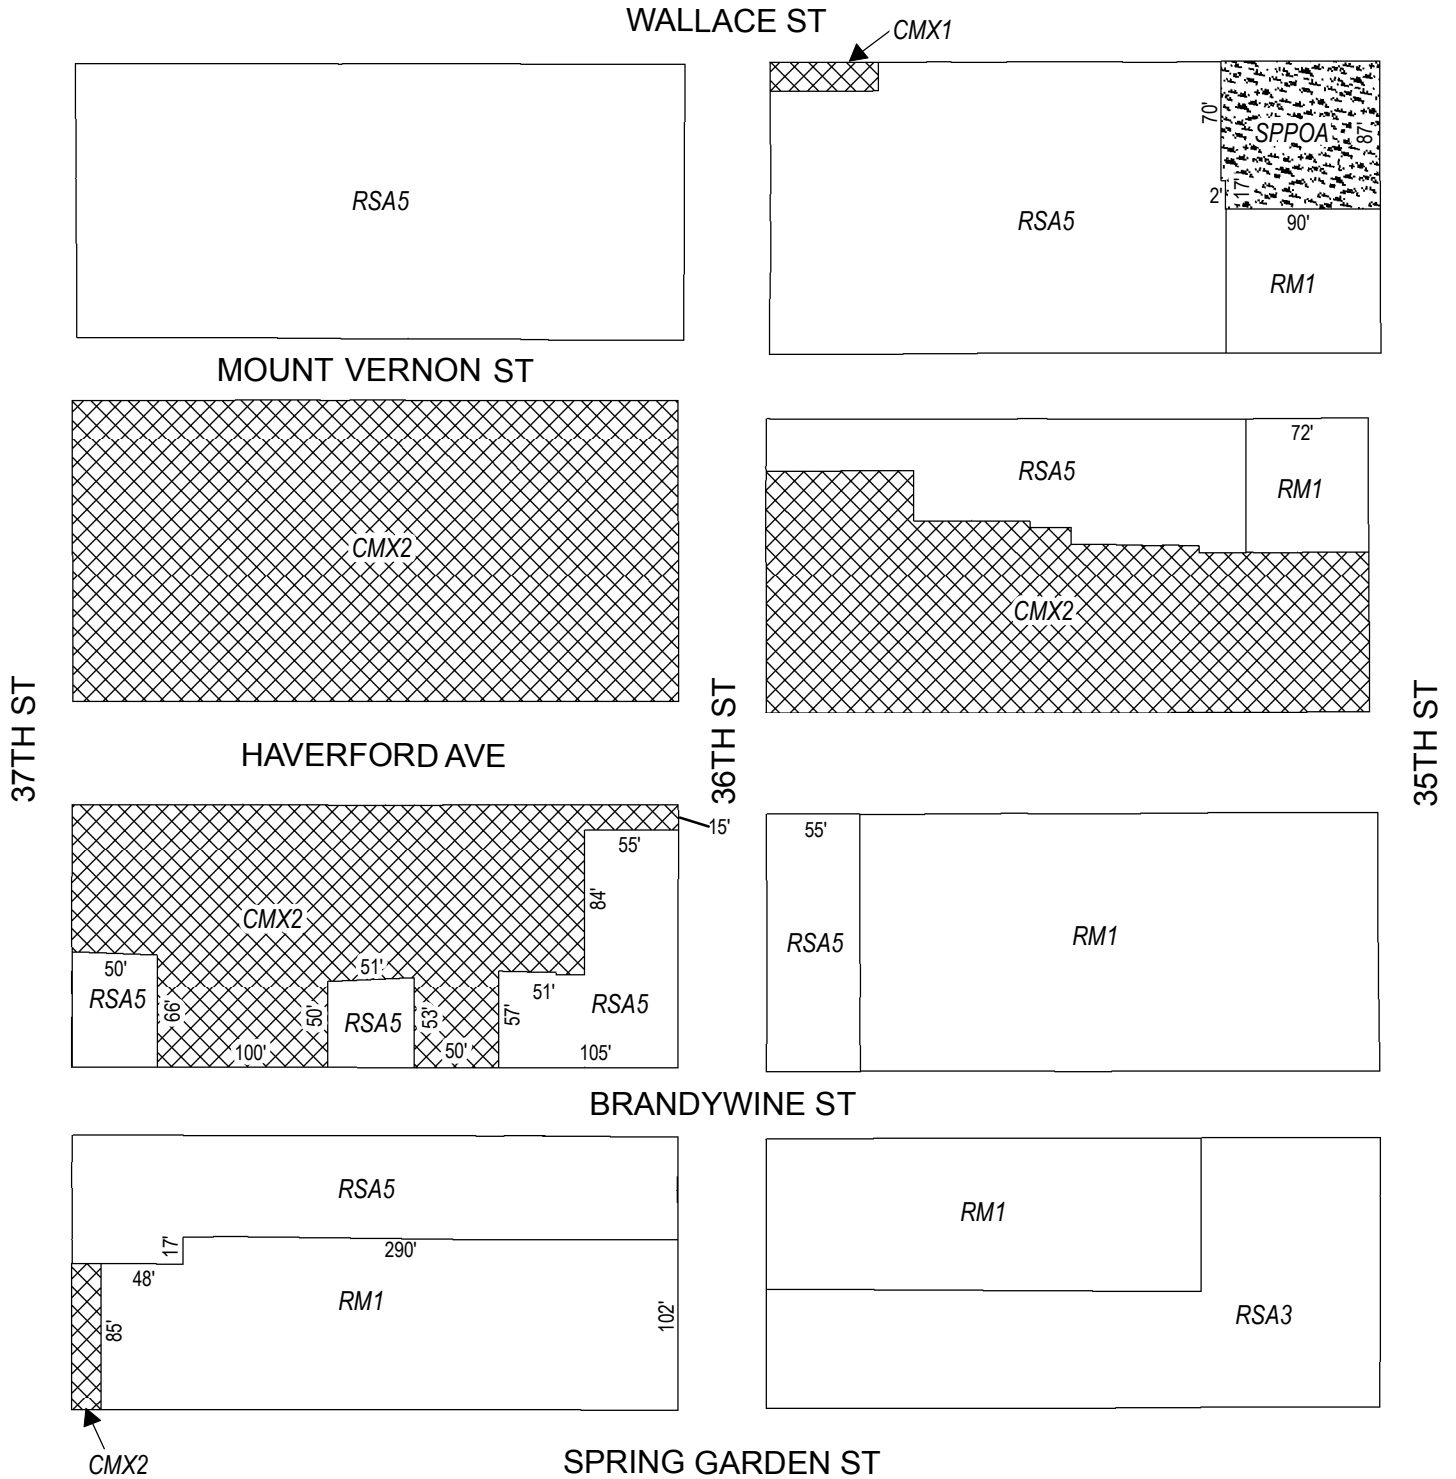 WALLACE ST
CMX1
RSA5
RSA5
70'
SPPOA
87'
2'
17'
90'
RM1
MOUNT VERNON ST
CMX2
RSA5
72'
RM1
CMX2
37TH ST
36TH ST
35TH ST
HAVERFORD AVE
15'
55'
84'
CMX2
50'
RSA5
66'
100'
51'
50'
RSA5
53'
50'
57'
51'
RSA5
105'
55'
RSA5
RM1
BRANDYWINE ST
RSA5
17'
290'
48'
85'
RM1
102'
RM1
RSA3
CMX2
SPRING GARDEN ST